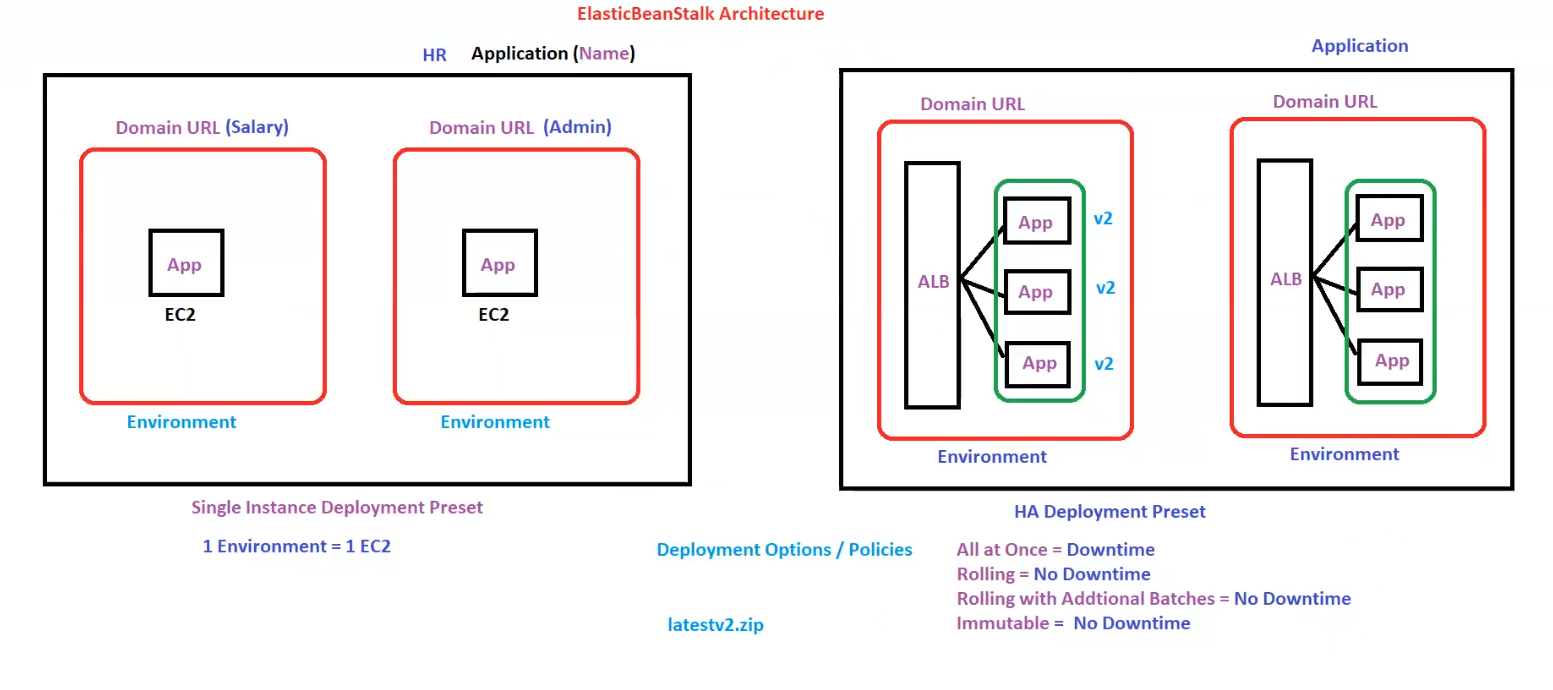 ElasticBeanStalk Architecture
HR Application (Name)
Domain URL (Salary) Domain URL (Admin)
App App
EC2 EC2
Environment Environment
Single Instance Deployment Preset
1 Environment = 1 EC2
Application
Domain URL Domain URL
ALB App v2
App v2
App v2
ALB App
App
App
Environment Environment
HA Deployment Preset
Deployment Options / Policies
All at Once = Downtime
Rolling = No Downtime
Rolling with Addtional Batches = No Downtime
Immutable = No Downtime
latestv2.zip